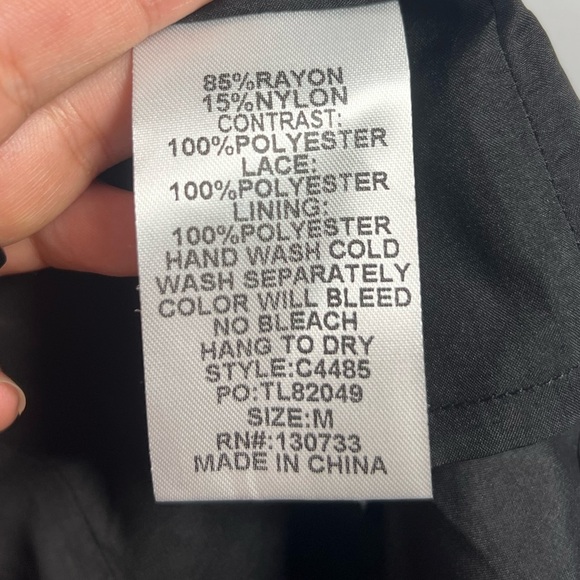 85%RAYON
15%NYLON
CONTRAST:
100%POLYESTER
LACE:
100%POLYESTER
LINING:
100%POLYESTER
HAND WASH COLD
WASH SEPARATELY
COLOR WILL BLEED
NO BLEACH
HANG TO DRY
STYLE:C4485
PO:TL82049
SIZE:M
RN#:130733
MADE IN CHINA